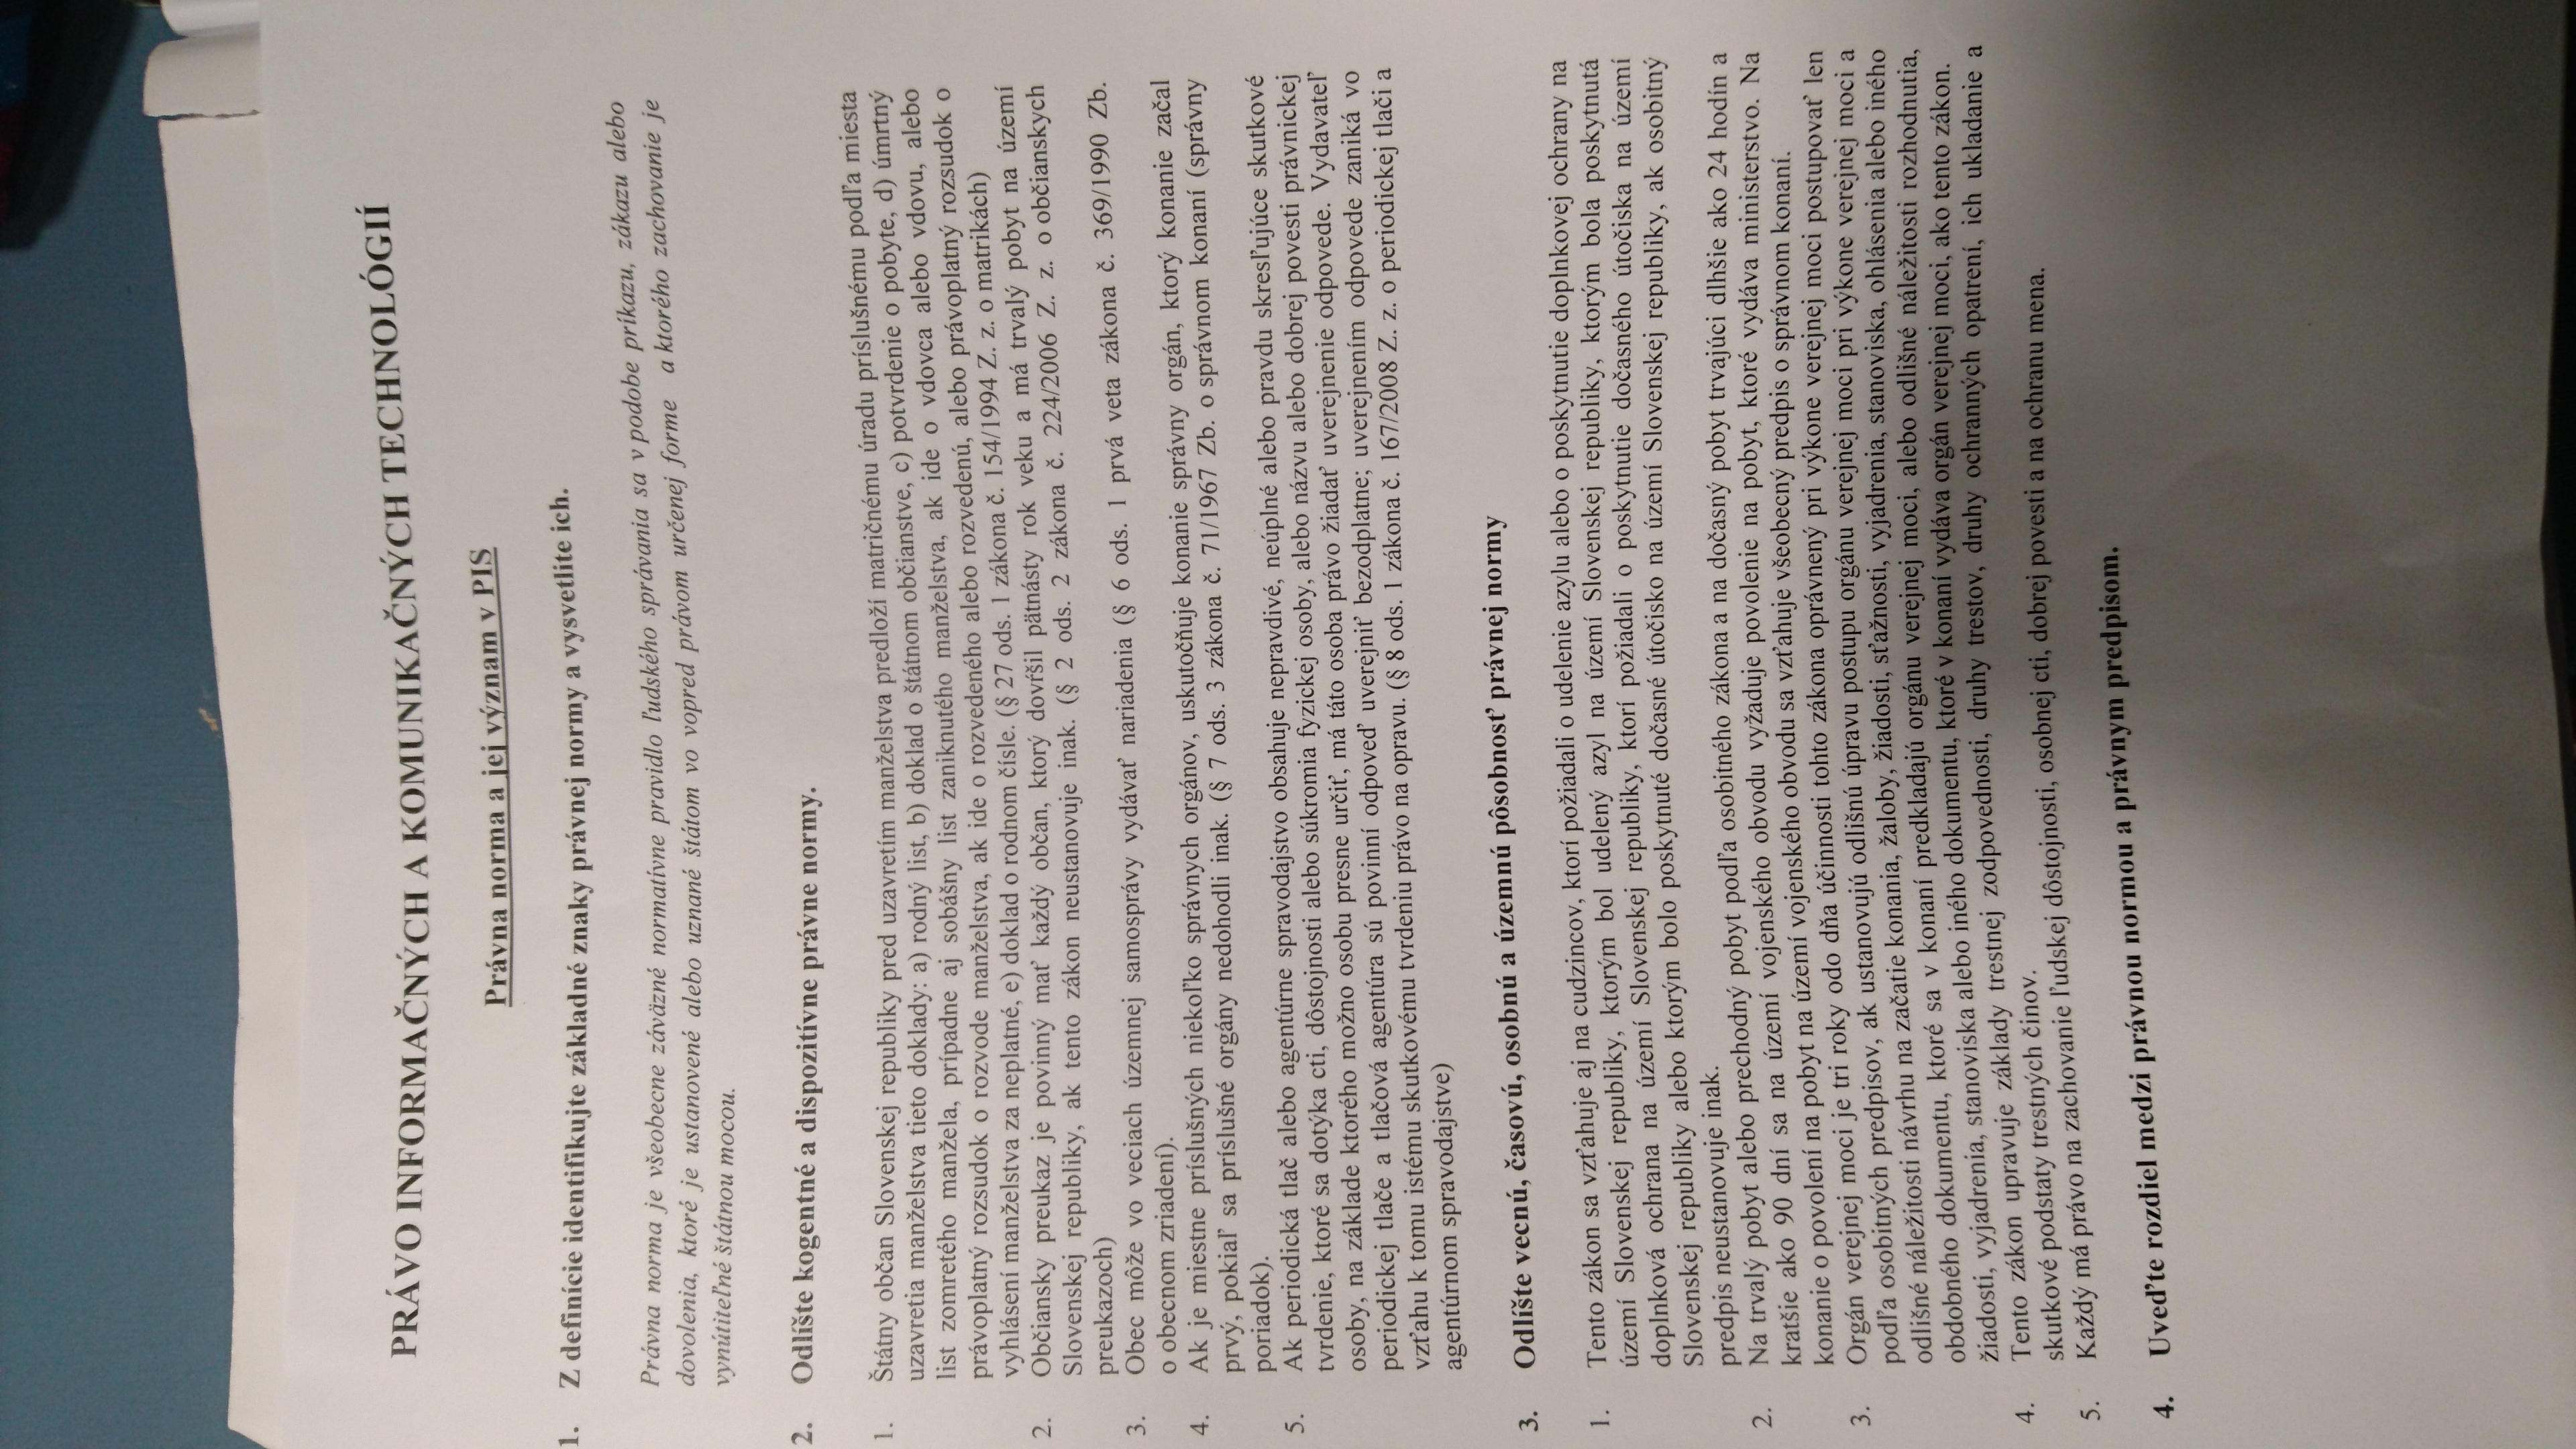 PRÁVO INFORMAČNÝCH A KOMUNIKAČNÝCH TECHNOLÓGIÍ
Právna norma a jej význam v PIS
1. Z definície identifikujte základné znaky právnej normy a vysvetlite ich.
Právna norma je všeobecne záväzné normatívne pravidlo ľudského správania sa v podobe príkazu, zákazu alebo
dovolenia, ktoré je ustanovené alebo uznané štátom vo vopred právom určenej forme a ktorého zachovanie je
vynútiteľné štátnou mocou.
2. Odlíšte kogentné a dispozitívne právne normy.
1. Štátny občan Slovenskej republiky pred uzavretím manželstva predloží matričnému úradu príslušnému podľa miesta
uzavretia manželstva tieto doklady: a) rodný list, b) doklad o štátnom občianstve, c) potvrdenie o pobyte, d) úmrtný
list zomretého manžela, prípadne aj sobášny list zaniknutého manželstva, ak ide o vdovca alebo vdovu, alebo
právoplatný rozsudok o rozvode manželstva, ak ide o rozvedeného alebo rozvedenú, alebo právoplatný rozsudok o
vyhlásení manželstva za neplatné, e) doklad o rodnom čísle. (§ 27 ods. 1 zákona č. 154/1994 Z. z. o matrikách)
2. Občiansky preukaz je povinný mať každý občan, ktorý dovŕšil pätnásty rok veku a má trvalý pobyt na území
Slovenskej republiky, ak tento zákon neustanovuje inak. (§ 2 ods. 2 zákona č. 224/2006 Z. z. o občianskych
preukazoch)
3. Obec môže vo veciach územnej samosprávy vydávať nariadenia (§ 6 ods. 1 prvá veta zákona č. 369/1990 Zb.
o obecnom zriadení).
4. Ak je miestne príslušných niekoľko správnych orgánov, uskutočňuje konanie správny orgán, ktorý konanie začal
prvý, pokiaľ sa príslušné orgány nedohodli inak. (§ 7 ods. 3 zákona č. 71/1967 Zb. o správnom konaní (správny
poriadok).
5. Ak periodická tlač alebo agentúrne spravodajstvo obsahuje nepravdivé, neúplné alebo pravdu skresľujúce skutkové
tvrdenie, ktoré sa dotýka cti, dôstojnosti alebo súkromia fyzickej osoby, alebo názvu alebo dobrej povesti právnickej
osoby, na základe ktorého možno osobu presne určiť, má táto osoba právo žiadať uverejnenie odpovede. Vydavateľ
periodickej tlače a tlačová agentúra sú povinní odpoveď uverejniť bezodplatne; uverejnením odpovede zaniká vo
vzťahu k tomu istému skutkovému tvrdeniu právo na opravu. (§ 8 ods. 1 zákona č. 167/2008 Z. z. o periodickej tlači a
agentúrnom spravodajstve)
3. Odlíšte vecnú, časovú, osobnú a územnú pôsobnosť právnej normy
1. Tento zákon sa vzťahuje aj na cudzincov, ktorí požiadali o udelenie azylu alebo o poskytnutie doplnkovej ochrany na
území Slovenskej republiky, ktorým bol udelený azyl na území Slovenskej republiky, ktorým bola poskytnutá
doplnková ochrana na území Slovenskej republiky, ktorí požiadali o poskytnutie dočasného útočiska na území
Slovenskej republiky alebo ktorým bolo poskytnuté dočasné útočisko na území Slovenskej republiky, ak osobitný
predpis neustanovuje inak.
2. Na trvalý pobyt alebo prechodný pobyt podľa osobitného zákona a na dočasný pobyt trvajúci dlhšie ako 24 hodín a
kratšie ako 90 dní sa na území vojenského obvodu vyžaduje povolenie na pobyt, ktoré vydáva ministerstvo. Na
konanie o povolení na pobyt na území vojenského obvodu sa vzťahuje všeobecný predpis o správnom konaní.
3. Orgán verejnej moci je tri roky odo dňa účinnosti tohto zákona oprávnený pri výkone verejnej moci postupovať len
podľa osobitných predpisov, ak ustanovujú odlišnú úpravu postupu orgánu verejnej moci pri výkone verejnej moci a
odlišné náležitosti návrhu na začatie konania, žaloby, žiadosti, sťažnosti, vyjadrenia, stanoviska, ohlásenia alebo iného
obdobného dokumentu, ktoré sa v konaní predkladajú orgánu verejnej moci, alebo odlišné náležitosti rozhodnutia,
žiadosti, vyjadrenia, stanoviska alebo iného dokumentu, ktoré v konaní vydáva orgán verejnej moci, ako tento zákon.
4. Tento zákon upravuje základy trestnej zodpovednosti, druhy trestov, druhy ochranných opatrení, ich ukladanie a
skutkové podstaty trestných činov.
5. Každý má právo na zachovanie ľudskej dôstojnosti, osobnej cti, dobrej povesti a na ochranu mena.
4. Uveďte rozdiel medzi právnou normou a právnym predpisom.